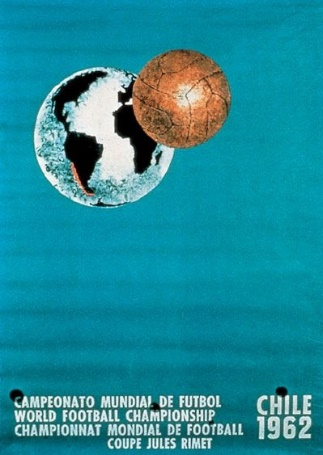 CAMPEONATO MUNDIAL DE FUTBOL
WORLD FOOTBALL CHAMPIONSHIP
CHAMPIONNAT MONDIAL DE FOOTBALL
COUPE JULES RIMET
CHILE
1962